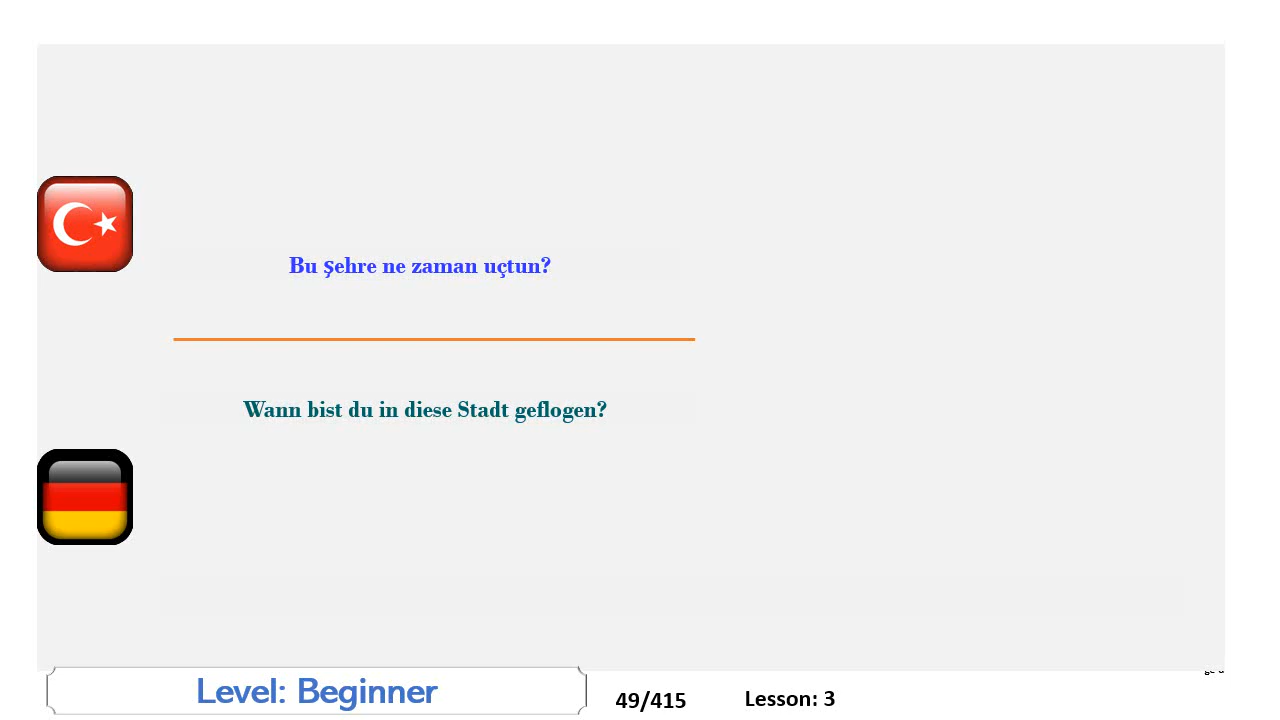 Bu şehre ne zaman uçtun?
Wann bist du in diese Stadt geflogen?
Level: Beginner
49/415
Lesson: 3